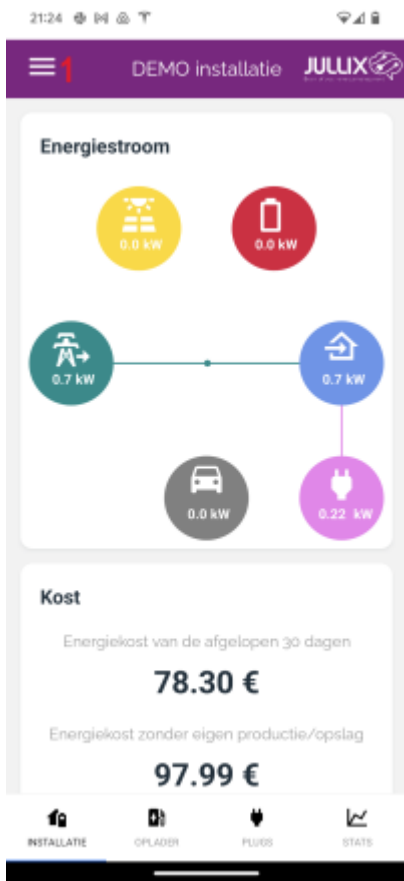 21:24
1 DEMO installatie JULLIX
Energiestroom
0.0 kW 0.0 kW
0.7 kW 0.7 kW
0.0 kW 0.22 kW
Kost
Energiekost van de afgelopen 30 dagen
78.30 €
Energiekost zonder eigen productie/opslag
97.99 €
INSTALLATIE OPLADER PLUGS STATS